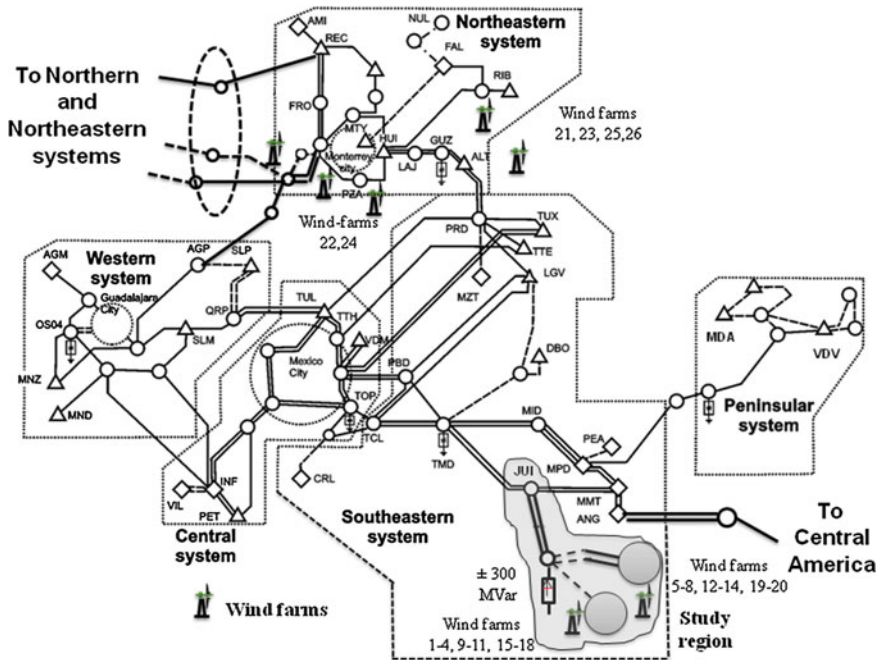 NUL
Northeastern
system
AMI
REC
FAL
RIB
To Northern
and
Northeastern
systems
FRO
MTY
HUI
GUZ
Wind farms
21, 23, 25,26
Monterrey
city
LAJ
ALT
PZA
Wind-farms
22,24
PRD
TUX
TTE
AGM
Western
system
AGP
SLP
LGV
MZT
Guadalajara
City
TUL
QRP
TTH
OS04
SLM
VDM
MDA
VDV
DBO
Mexico
City
PBD
MNZ
TOP
Peninsular
system
MND
TCL
MID
PEA
TMD
CRL
JUI
MPD
INF
VIL
MMT
PET
ANG
Central
system
Southeastern
system
To
Central
America
± 300
MVar
Wind farms
5-8, 12-14, 19-20
Wind farms
Wind farms
1-4, 9-11, 15-18
Study
region